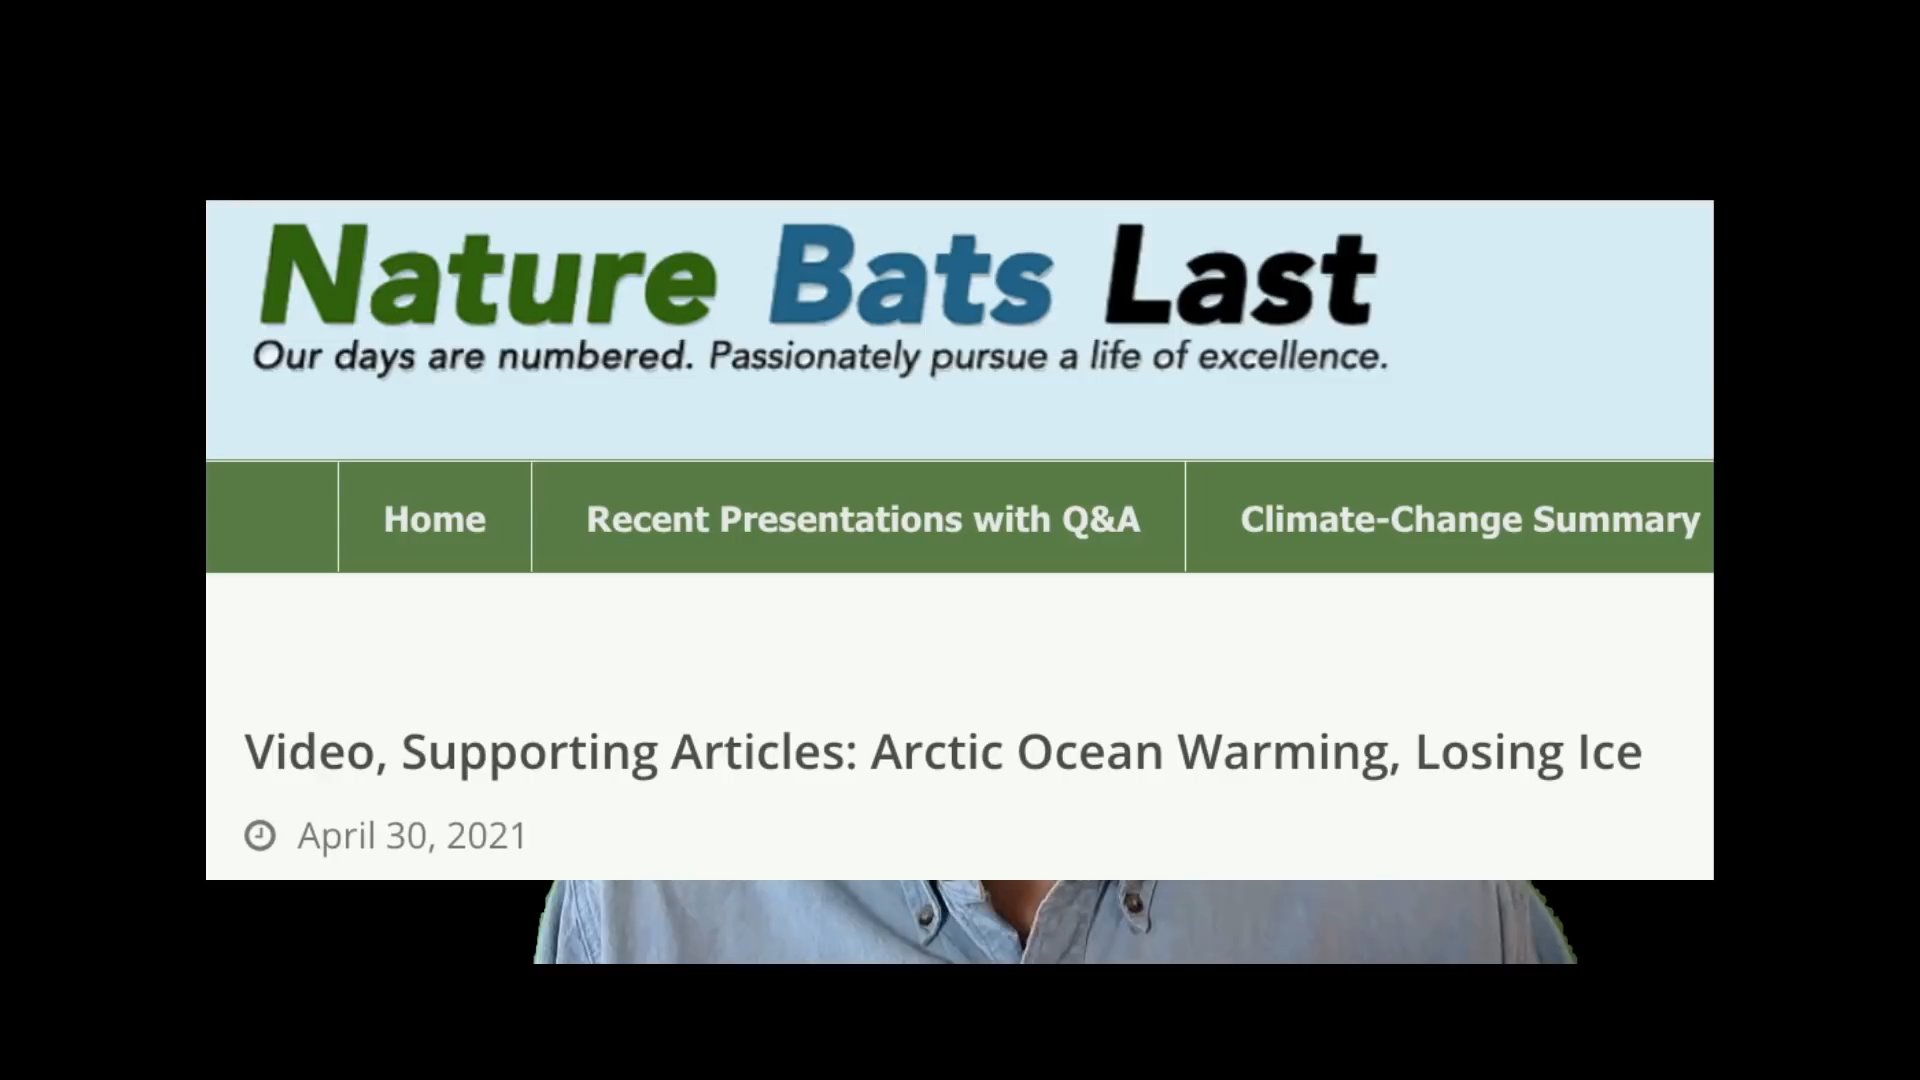 Nature Bats Last
Our days are numbered. Passionately pursue a life of excellence.
Home
Recent Presentations with Q&A
Climate-Change Summary
Video, Supporting Articles: Arctic Ocean Warming, Losing Ice
April 30, 2021